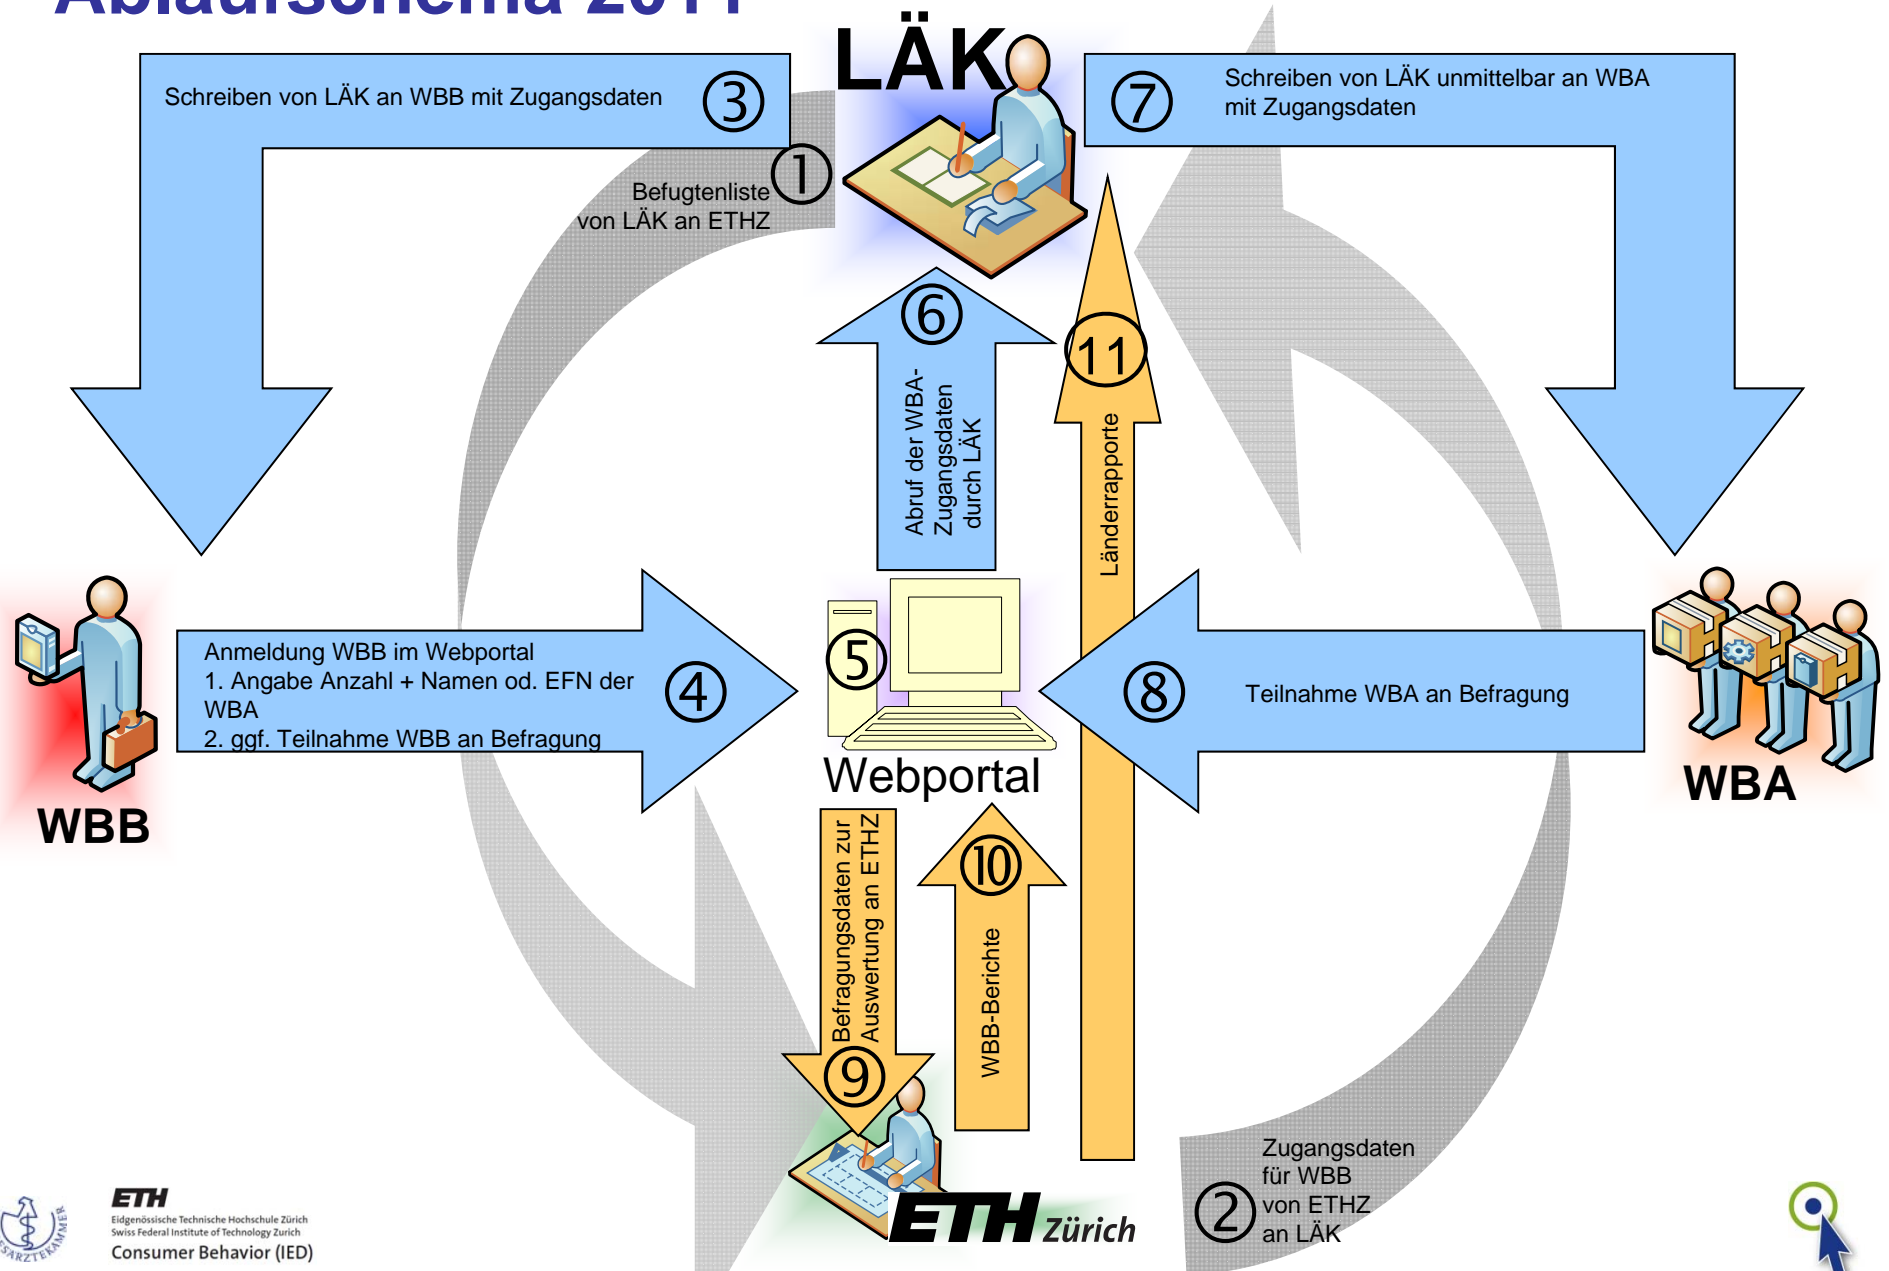 Ablaufschema 2011
LÄK
Schreiben von LÄK an WBB mit Zugangsdaten
③
⑦
Schreiben von LÄK unmittelbar an WBA
mit Zugangsdaten
①
Befugtenliste
von LÄK an ETHZ
⑥
Abruf der WBA-
Zugangsdaten
durch LÄK
11
Länderrapporte
Anmeldung WBB im Webportal
1. Angabe Anzahl + Namen od. EFN der
WBA
2. ggf. Teilnahme WBB an Befragung
④
⑤
⑧
Teilnahme WBA an Befragung
WBB
Webportal
WBA
Befragungsdaten zur
Auswertung an ETHZ
⑨
⑩
WBB-Berichte
②
Zugangsdaten
für WBB
von ETHZ
an LÄK
ETH Zürich
ETH
Eidgenössische Technische Hochschule Zürich
Swiss Federal Institute of Technology Zurich
Consumer Behavior (IED)